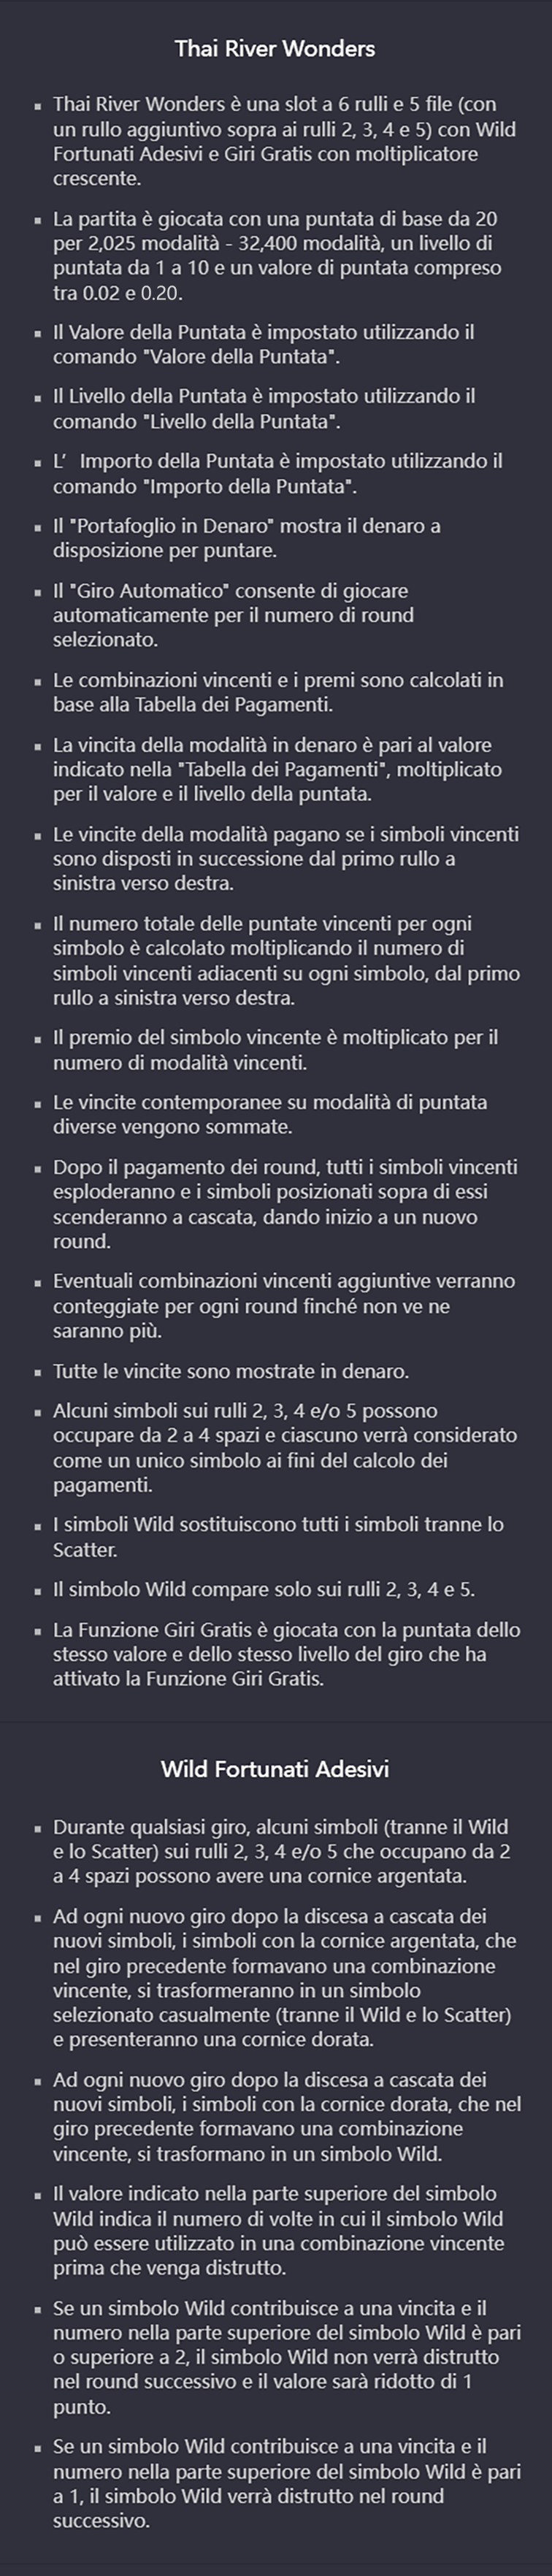 Thai River Wonders
▪ Thai River Wonders è una slot a 6 rulli e 5 file (con
un rullo aggiuntivo sopra ai rulli 2, 3, 4 e 5) con Wild
Fortunati Adesivi e Giri Gratis con moltiplicatore
crescente.
▪ La partita è giocata con una puntata di base da 20
per 2,025 modalità - 32,400 modalità, un livello di
puntata da 1 a 10 e un valore di puntata compreso
tra 0.02 e 0.20.
▪ Il Valore della Puntata è impostato utilizzando il
comando "Valore della Puntata".
▪ Il Livello della Puntata è impostato utilizzando il
comando "Livello della Puntata".
▪ L’ Importo della Puntata è impostato utilizzando il
comando "Importo della Puntata".
▪ Il "Portafoglio in Denaro" mostra il denaro a
disposizione per puntare.
▪ Il "Giro Automatico" consente di giocare
automaticamente per il numero di round
selezionato.
▪ Le combinazioni vincenti e i premi sono calcolati in
base alla Tabella dei Pagamenti.
▪ La vincita della modalità in denaro è pari al valore
indicato nella "Tabella dei Pagamenti", moltiplicato
per il valore e il livello della puntata.
▪ Le vincite della modalità pagano se i simboli vincenti
sono disposti in successione dal primo rullo a
sinistra verso destra.
▪ Il numero totale delle puntate vincenti per ogni
simbolo è calcolato moltiplicando il numero di
simboli vincenti adiacenti su ogni simbolo, dal primo
rullo a sinistra verso destra.
▪ Il premio del simbolo vincente è moltiplicato per il
numero di modalità vincenti.
▪ Le vincite contemporanee su modalità di puntata
diverse vengono sommate.
▪ Dopo il pagamento dei round, tutti i simboli vincenti
esploderanno e i simboli posizionati sopra di essi
scenderanno a cascata, dando inizio a un nuovo
round.
▪ Eventuali combinazioni vincenti aggiuntive verranno
conteggiate per ogni round finché non ve ne
saranno più.
▪ Tutte le vincite sono mostrate in denaro.
▪ Alcuni simboli sui rulli 2, 3, 4 e/o 5 possono
occupare da 2 a 4 spazi e ciascuno verrà considerato
come un unico simbolo ai fini del calcolo dei
pagamenti.
▪ I simboli Wild sostituiscono tutti i simboli tranne lo
Scatter.
▪ Il simbolo Wild compare solo sui rulli 2, 3, 4 e 5.
▪ La Funzione Giri Gratis è giocata con la puntata dello
stesso valore e dello stesso livello del giro che ha
attivato la Funzione Giri Gratis.
Wild Fortunati Adesivi
▪ Durante qualsiasi giro, alcuni simboli (tranne il Wild
e lo Scatter) sui rulli 2, 3, 4 e/o 5 che occupano da 2
a 4 spazi possono avere una cornice argentata.
▪ Ad ogni nuovo giro dopo la discesa a cascata dei
nuovi simboli, i simboli con la cornice argentata, che
nel giro precedente formavano una combinazione
vincente, si trasformeranno in un simbolo
selezionato casualmente (tranne il Wild e lo Scatter)
e presenteranno una cornice dorata.
▪ Ad ogni nuovo giro dopo la discesa a cascata dei
nuovi simboli, i simboli con la cornice dorata, che nel
giro precedente formavano una combinazione
vincente, si trasformano in un simbolo Wild.
▪ Il valore indicato nella parte superiore del simbolo
Wild indica il numero di volte in cui il simbolo Wild
può essere utilizzato in una combinazione vincente
prima che venga distrutto.
▪ Se un simbolo Wild contribuisce a una vincita e il
numero nella parte superiore del simbolo Wild è pari
o superiore a 2, il simbolo Wild non verrà distrutto
nel round successivo e il valore sarà ridotto di 1
punto.
▪ Se un simbolo Wild contribuisce a una vincita e il
numero nella parte superiore del simbolo Wild è pari
a 1, il simbolo Wild verrà distrutto nel round
successivo.